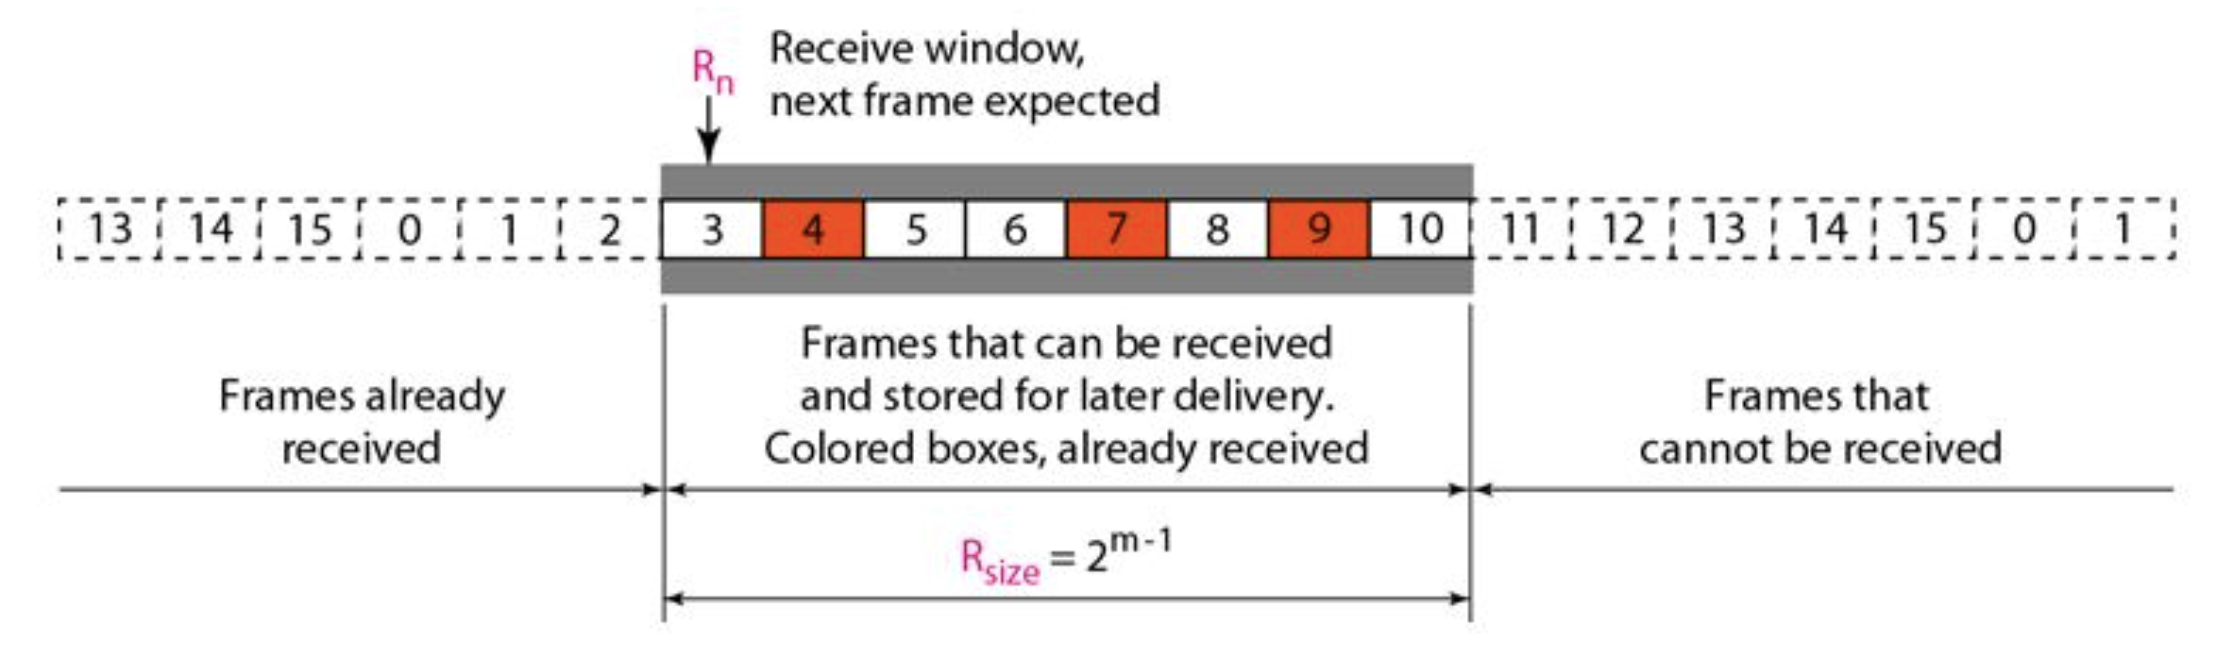 R_n
Receive window,
next frame expected
13 14 15 0 1 2 3 4 5 6 7 8 9 10 11 12 13 14 15 0 1
Frames already
received
Frames that can be received
and stored for later delivery.
Colored boxes, already received
Frames that
cannot be received
R_size = 2^m-1